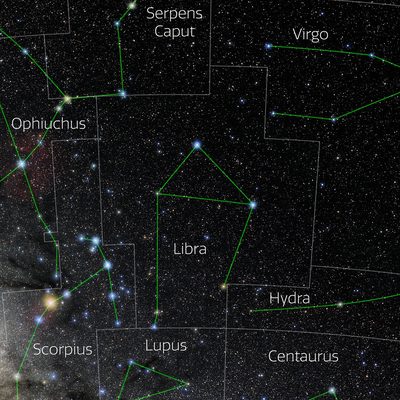 Serpens
Caput
Virgo
Ophiuchus
Libra
Hydra
Scorpius
Lupus
Centaurus